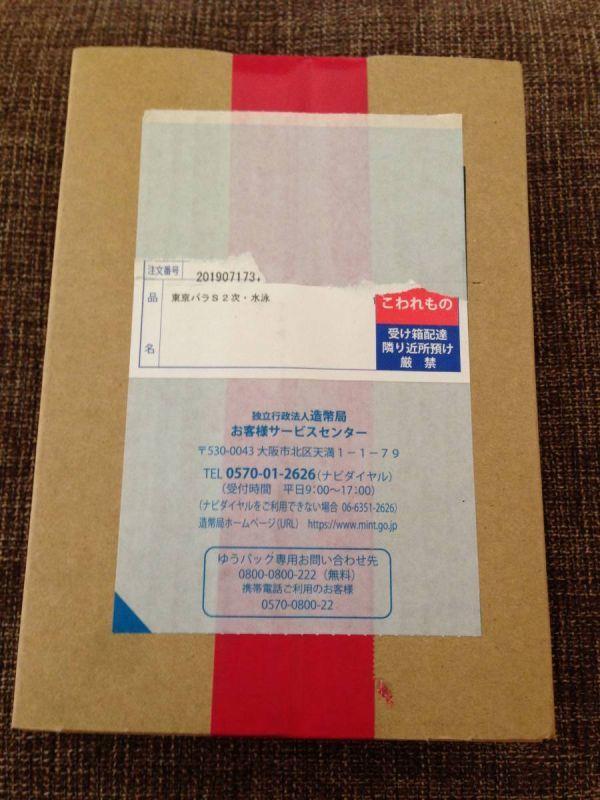 注文番号 201907173
品名 東京パラS2次・水泳
こわれもの
受け箱配達
隣り近所預け
厳 禁
独立行政法人 造幣局
お客様サービスセンター
〒530-0043 大阪市北区天満1-1-79
TEL 0570-01-2626(ナビダイヤル)
(受付時間 平日9:00〜17:00)
(ナビダイヤルをご利用できない場合 06-6351-2626)
造幣局ホームページ(URL) https://www.mint.go.jp
ゆうパック専用お問い合わせ先
0800-0800-222(無料)
携帯電話ご利用のお客様
0570-0800-22